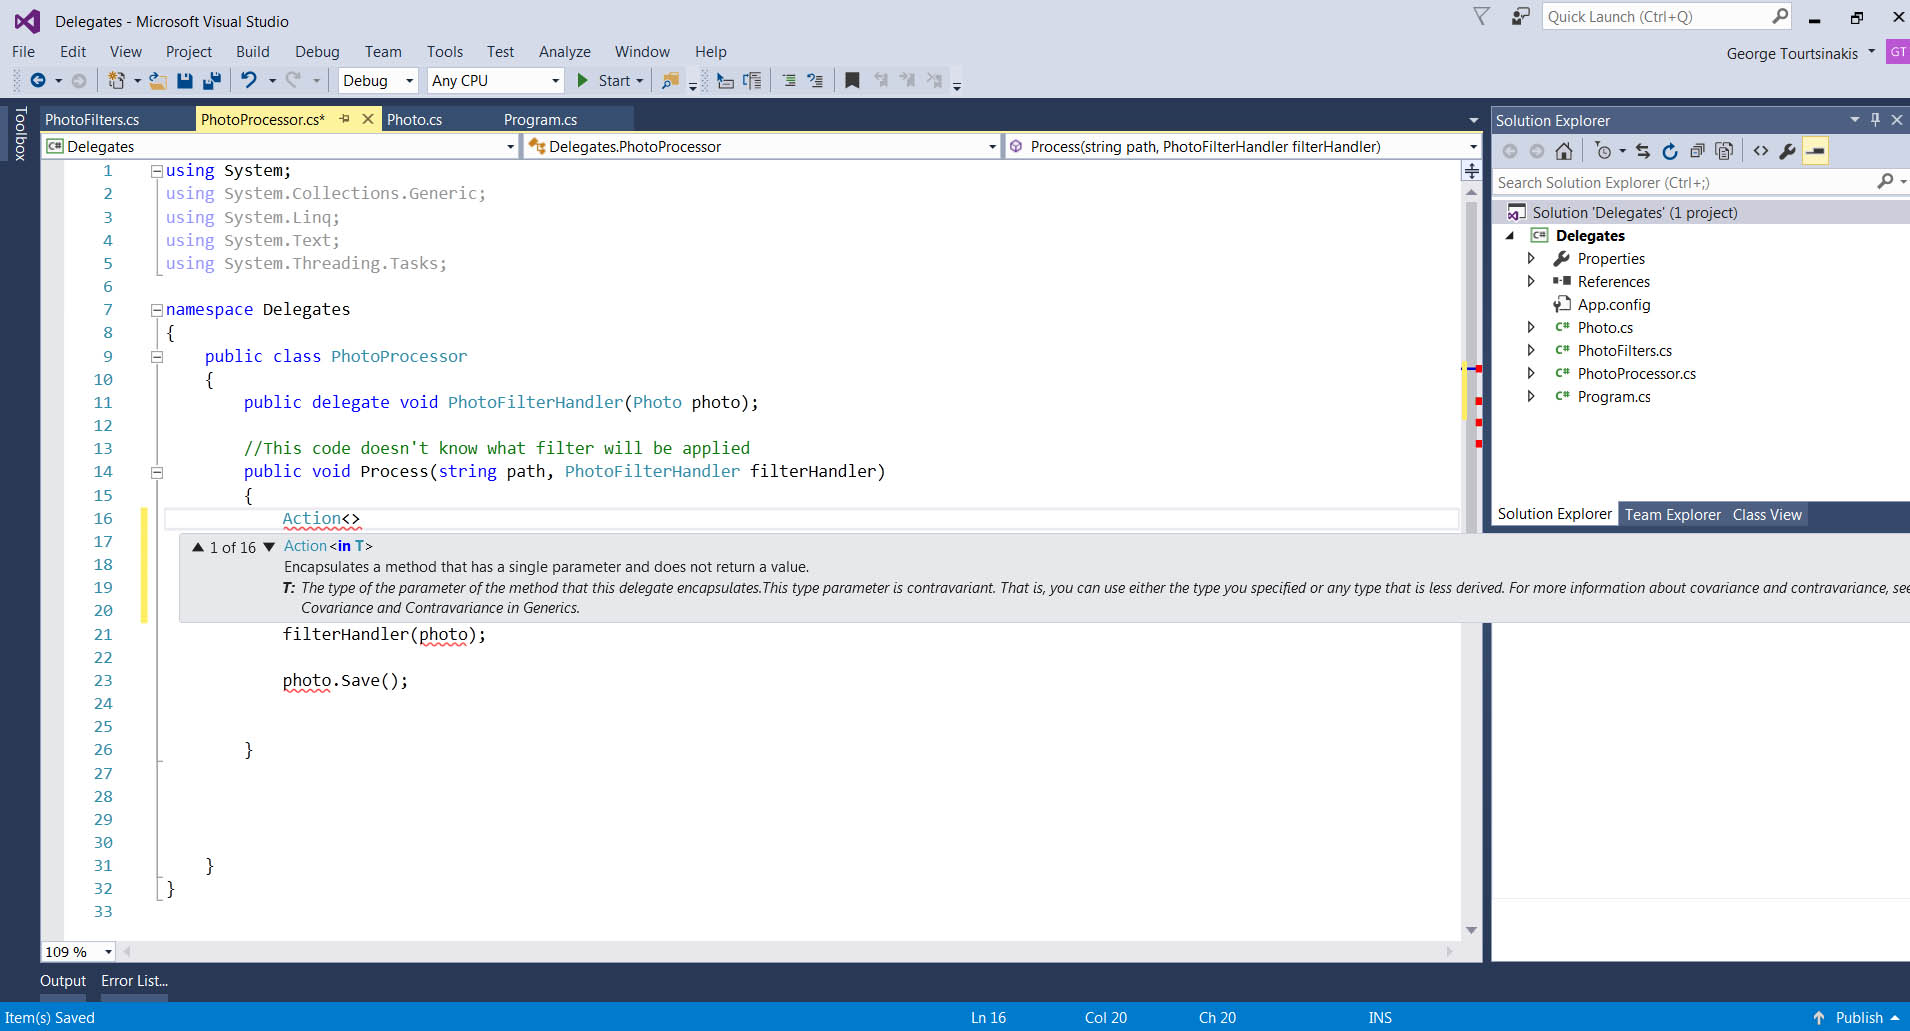 Delegates - Microsoft Visual Studio
Quick Launch (Ctrl+Q)
File Edit View Project Build Debug Team Tools Test Analyze Window Help
George Tourtsinakis GT
Debug Any CPU Start
Toolbox
PhotoFilters.cs PhotoProcessor.cs* Photo.cs Program.cs
C# Delegates Delegates.PhotoProcessor Process(string path, PhotoFilterHandler filterHandler)
1 using System;
2 using System.Collections.Generic;
3 using System.Linq;
4 using System.Text;
5 using System.Threading.Tasks;
6
7 namespace Delegates
8 {
9 public class PhotoProcessor
10 {
11 public delegate void PhotoFilterHandler(Photo photo);
12
13 //This code doesn't know what filter will be applied
14 public void Process(string path, PhotoFilterHandler filterHandler)
15 {
16 Action<>
17
18
19
20
▲ 1 of 16 ▼ Action<in T>
Encapsulates a method that has a single parameter and does not return a value.
T: The type of the parameter of the method that this delegate encapsulates.This type parameter is contravariant. That is, you can use either the type you specified or any type that is less derived. For more information about covariance and contravariance, see
Covariance and Contravariance in Generics.
21 filterHandler(photo);
22
23 photo.Save();
24
25
26 }
27
28
29
30
31 }
32 }
33
109 %
Solution Explorer
Search Solution Explorer (Ctrl+;)
Solution 'Delegates' (1 project)
C# Delegates
Properties
References
App.config
C# Photo.cs
C# PhotoFilters.cs
C# PhotoProcessor.cs
C# Program.cs
Solution Explorer Team Explorer Class View
Output Error List...
Item(s) Saved Ln 16 Col 20 Ch 20 INS Publish